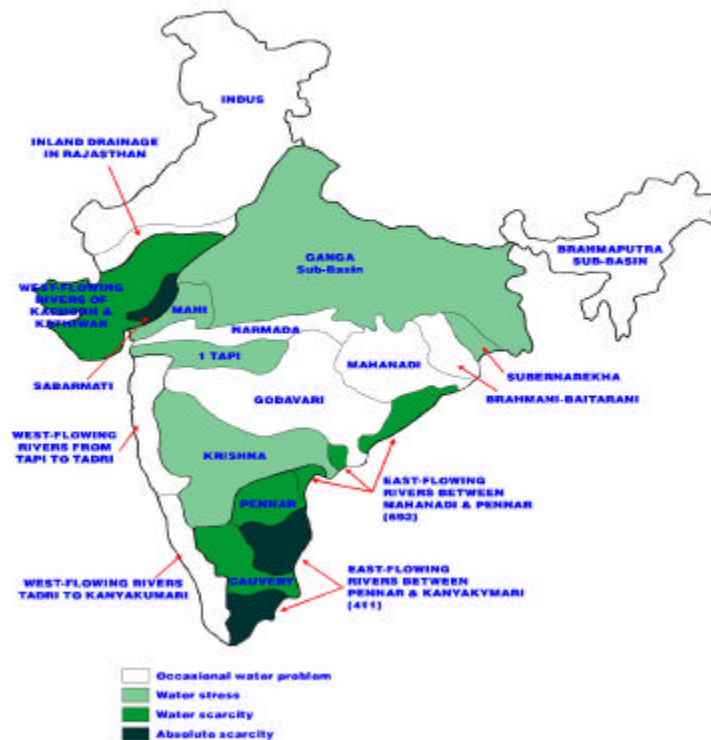 INDUS
INLAND DRAINAGE
IN RAJASTHAN
GANGA
Sub-Basin
BRAHMAPUTRA
SUB-BASIN
WEST-FLOWING
RIVERS OF
KACHCHH &
KATHIWAR
MAHI
NARMADA
1 TAPI
MAHANADI
SABARMATI
SUBERNAREKHA
BRAHMANI-BAITARANI
GODAVARI
WEST-FLOWING
RIVERS FROM
TAPI TO TADRI
KRISHNA
EAST-FLOWING
RIVERS BETWEEN
MAHANADI & PENNAR
(692)
PENNAR
WEST-FLOWING RIVERS
TADRI TO KANYAKUMARI
CAUVERY
EAST-FLOWING
RIVERS BETWEEN
PENNAR & KANYAKYMARI
(411)
Occasional water problem
Water stress
Water scarcity
Absolute scarcity